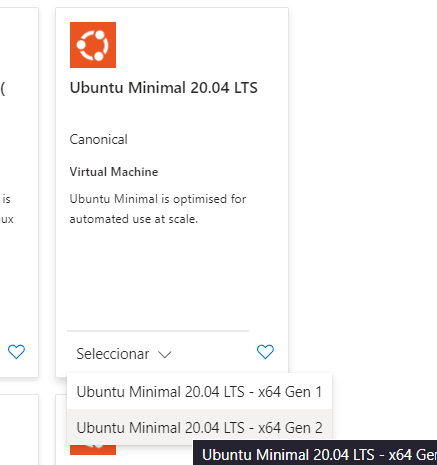 (
Ubuntu Minimal 20.04 LTS
Canonical
Virtual Machine
is
Ubuntu Minimal is optimised for
ux
automated use at scale.
Seleccionar
Ubuntu Minimal 20.04 LTS - x64 Gen 1
Ubuntu Minimal 20.04 LTS - x64 Gen 2
Ubuntu Minimal 20.04 LTS - x64 Ge